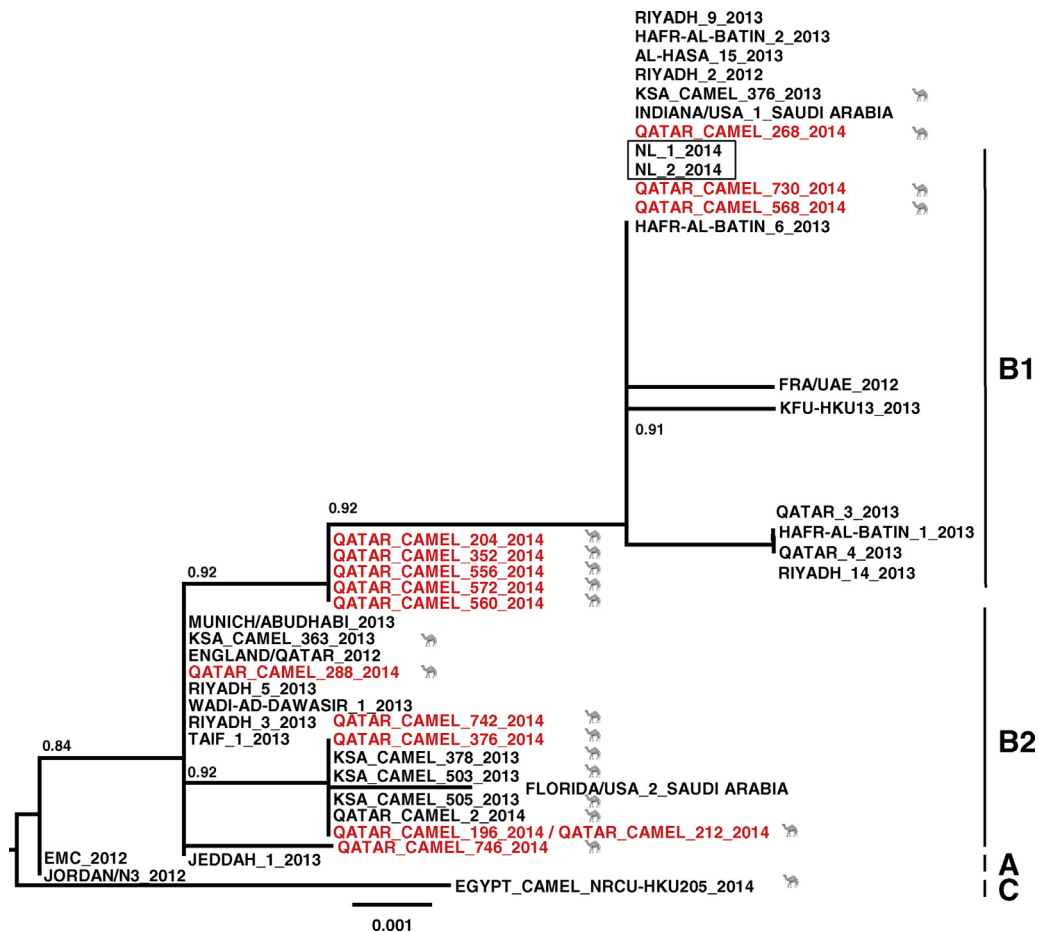 RIYADH_9_2013
HAFR-AL-BATIN_2_2013
AL-HASA_15_2013
RIYADH_2_2012
KSA_CAMEL_376_2013
INDIANA/USA_1_SAUDI ARABIA
QATAR_CAMEL_268_2014
NL_1_2014
NL_2_2014
QATAR_CAMEL_730_2014
QATAR_CAMEL_568_2014
HAFR-AL-BATIN_6_2013
B1
FRA/UAE_2012
KFU-HKU13_2013
0.91
0.92
QATAR_3_2013
HAFR-AL-BATIN_1_2013
QATAR_4_2013
RIYADH_14_2013
QATAR_CAMEL_204_2014
QATAR_CAMEL_352_2014
QATAR_CAMEL_556_2014
QATAR_CAMEL_572_2014
QATAR_CAMEL_560_2014
0.92
MUNICH/ABUDHABI_2013
KSA_CAMEL_363_2013
ENGLAND/QATAR_2012
QATAR_CAMEL_288_2014
RIYADH_5_2013
WADI-AD-DAWASIR_1_2013
RIYADH_3_2013
TAIF_1_2013
QATAR_CAMEL_742_2014
QATAR_CAMEL_376_2014
KSA_CAMEL_378_2013
KSA_CAMEL_503_2013
FLORIDA/USA_2_SAUDI ARABIA
KSA_CAMEL_505_2013
QATAR_CAMEL_2_2014
QATAR_CAMEL_196_2014 / QATAR_CAMEL_212_2014
QATAR_CAMEL_746_2014
B2
0.84
0.92
JEDDAH_1_2013
EMC_2012
JORDAN/N3_2012
A
EGYPT_CAMEL_NRCU-HKU205_2014
C
0.001